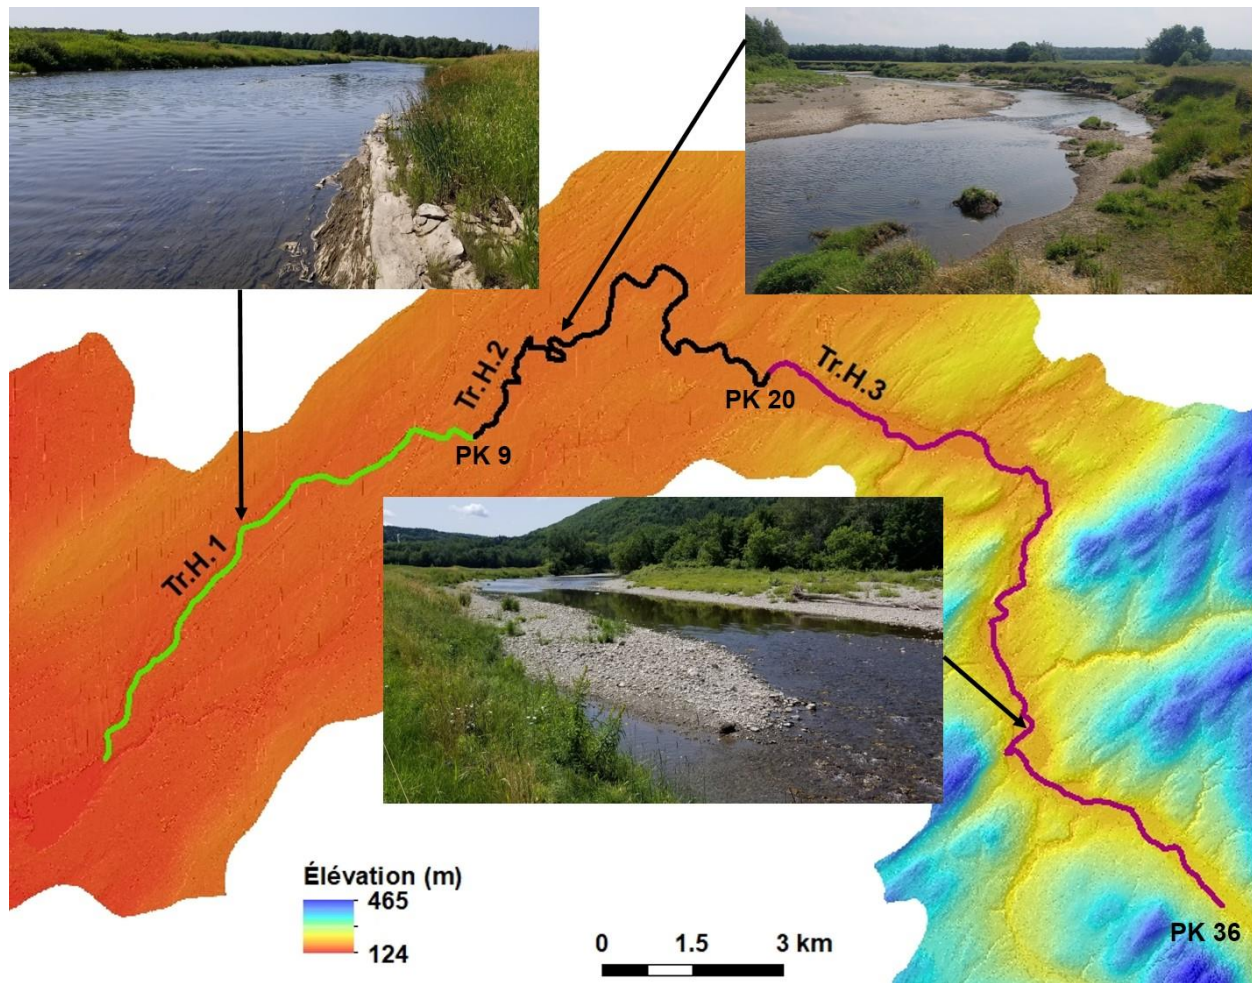 Tr.H.2
Tr.H.3
PK 20
PK 9
Tr.H.1
Élévation (m)
465
124
0 1.5 3 km
PK 36